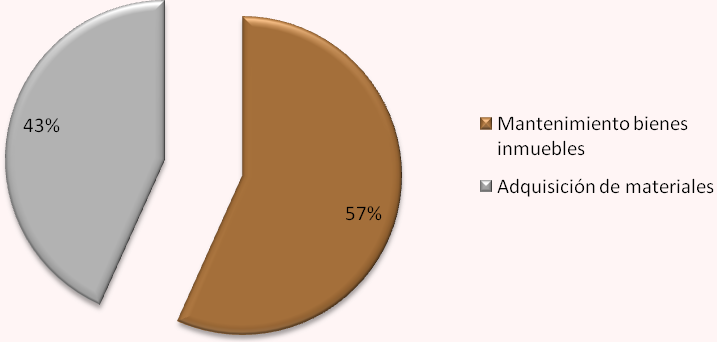 43%
57%
Mantenimiento bienes
inmuebles
Adquisición de materiales